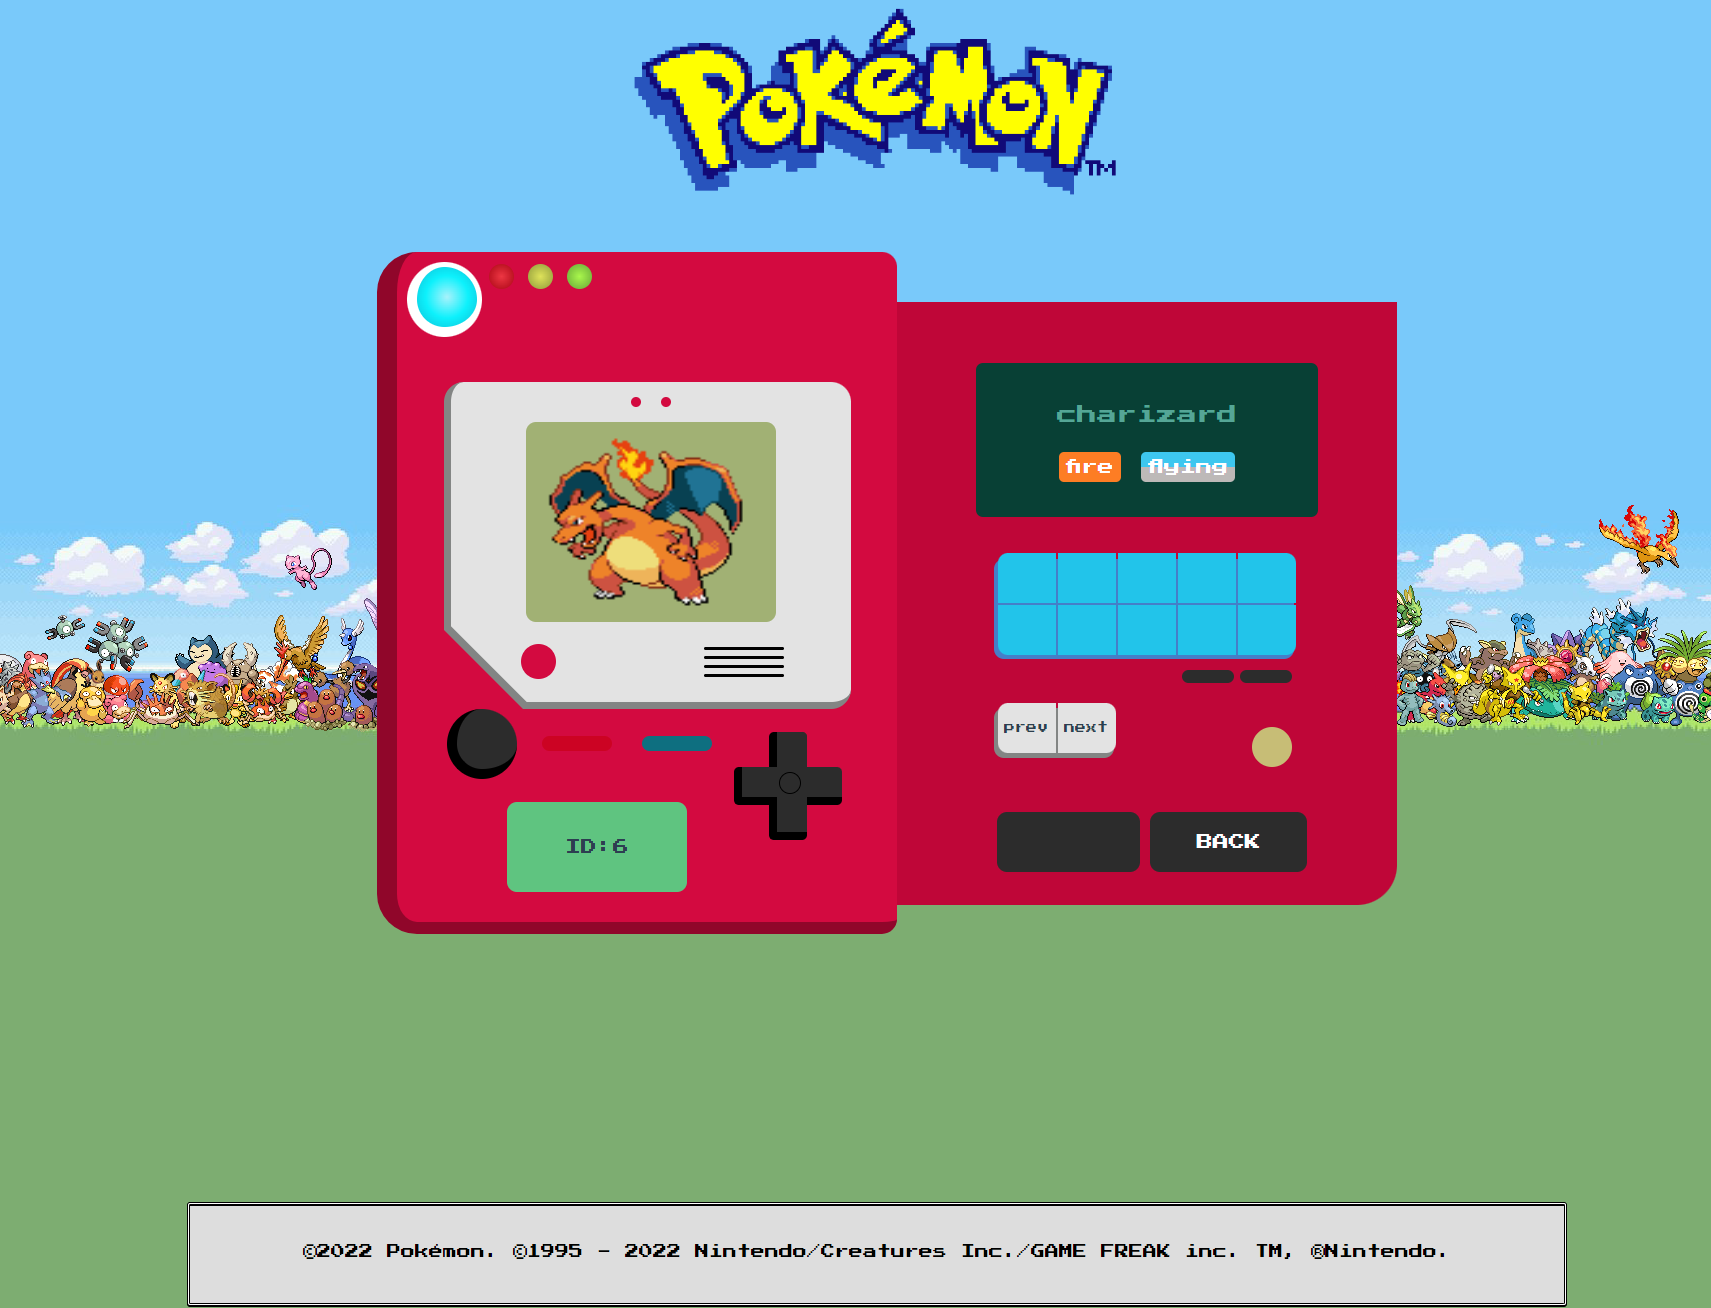 POKéMON TM
charizard
fire flying
prev next
ID:6
BACK
©2022 Pokémon. ©1995 - 2022 Nintendo/Creatures Inc./GAME FREAK inc. TM, ®Nintendo.